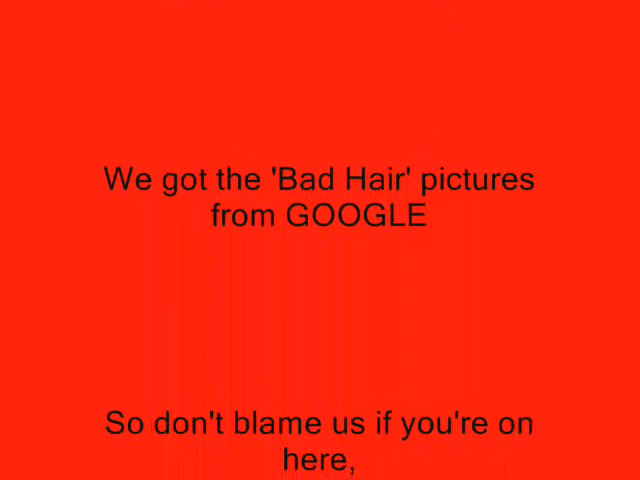 We got the 'Bad Hair' pictures
from GOOGLE
So don't blame us if you're on
here,